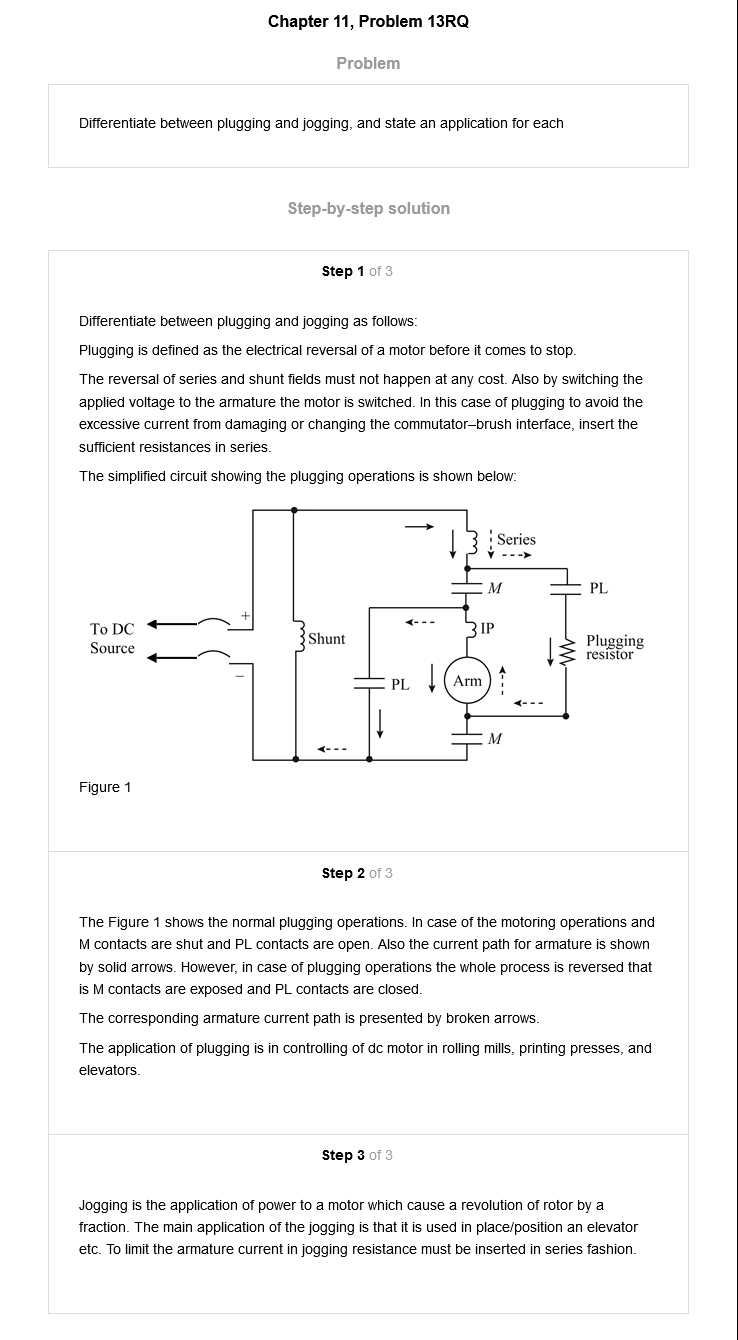 Chapter 11, Problem 13RQ
Problem
Differentiate between plugging and jogging, and state an application for each
Step-by-step solution
Step 1 of 3
Differentiate between plugging and jogging as follows:
Plugging is defined as the electrical reversal of a motor before it comes to stop.
The reversal of series and shunt fields must not happen at any cost. Also by switching the
applied voltage to the armature the motor is switched. In this case of plugging to avoid the
excessive current from damaging or changing the commutator–brush interface, insert the
sufficient resistances in series.
The simplified circuit showing the plugging operations is shown below:
Series
M
PL
+
To DC
Source
Shunt
IP
Plugging
resistor
PL
Arm
−
M
Figure 1
Step 2 of 3
The Figure 1 shows the normal plugging operations. In case of the motoring operations and
M contacts are shut and PL contacts are open. Also the current path for armature is shown
by solid arrows. However, in case of plugging operations the whole process is reversed that
is M contacts are exposed and PL contacts are closed.
The corresponding armature current path is presented by broken arrows.
The application of plugging is in controlling of dc motor in rolling mills, printing presses, and
elevators.
Step 3 of 3
Jogging is the application of power to a motor which cause a revolution of rotor by a
fraction. The main application of the jogging is that it is used in place/position an elevator
etc. To limit the armature current in jogging resistance must be inserted in series fashion.